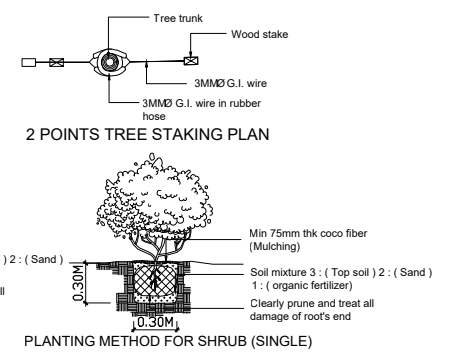 Tree trunk
Wood stake
3MMØ G.I. wire
3MMØ G.I. wire in rubber
hose
2 POINTS TREE STAKING PLAN
Min 75mm thk coco fiber
(Mulching)
) 2 : ( Sand )
Soil mixture 3 : ( Top soil ) 2 : ( Sand )
1 : ( organic fertilizer)
ll
0.30M
Clearly prune and treat all
damage of root's end
0.30M
PLANTING METHOD FOR SHRUB (SINGLE)